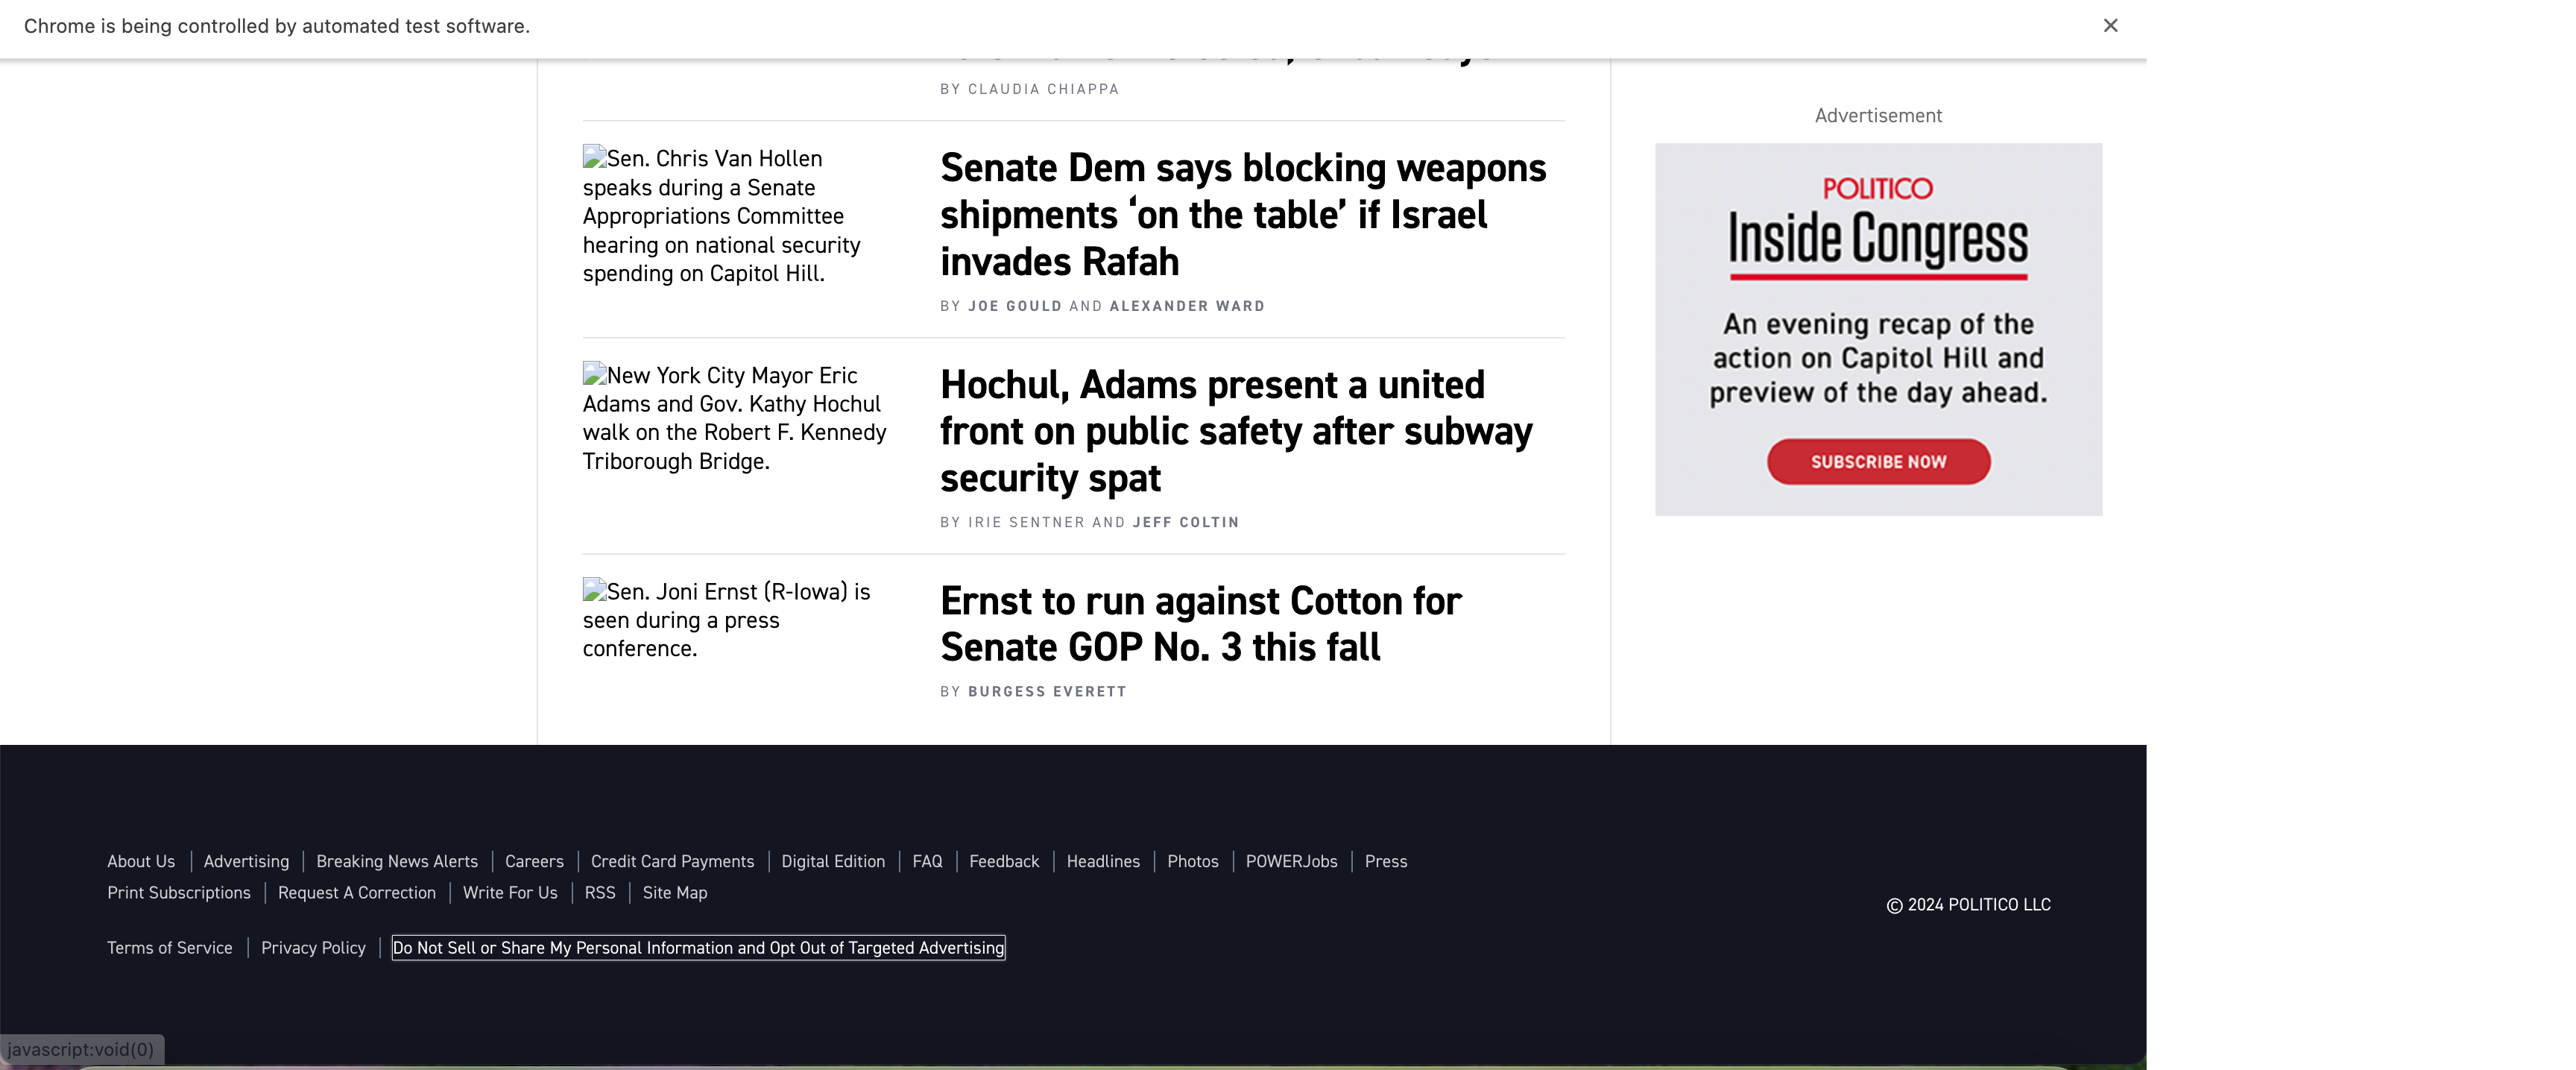 Chrome is being controlled by automated test software.
BY CLAUDIA CHIAPPA
Sen. Chris Van Hollen
speaks during a Senate
Appropriations Committee
hearing on national security
spending on Capitol Hill.
Senate Dem says blocking weapons
shipments ‘on the table’ if Israel
invades Rafah
BY JOE GOULD AND ALEXANDER WARD
New York City Mayor Eric
Adams and Gov. Kathy Hochul
walk on the Robert F. Kennedy
Triborough Bridge.
Hochul, Adams present a united
front on public safety after subway
security spat
BY IRIE SENTNER AND JEFF COLTIN
Sen. Joni Ernst (R-Iowa) is
seen during a press
conference.
Ernst to run against Cotton for
Senate GOP No. 3 this fall
BY BURGESS EVERETT
Advertisement
POLITICO
Inside Congress
An evening recap of the
action on Capitol Hill and
preview of the day ahead.
SUBSCRIBE NOW
About Us | Advertising | Breaking News Alerts | Careers | Credit Card Payments | Digital Edition | FAQ | Feedback | Headlines | Photos | POWERJobs | Press
Print Subscriptions | Request A Correction | Write For Us | RSS | Site Map
© 2024 POLITICO LLC
Terms of Service | Privacy Policy | Do Not Sell or Share My Personal Information and Opt Out of Targeted Advertising
javascript:void(0)